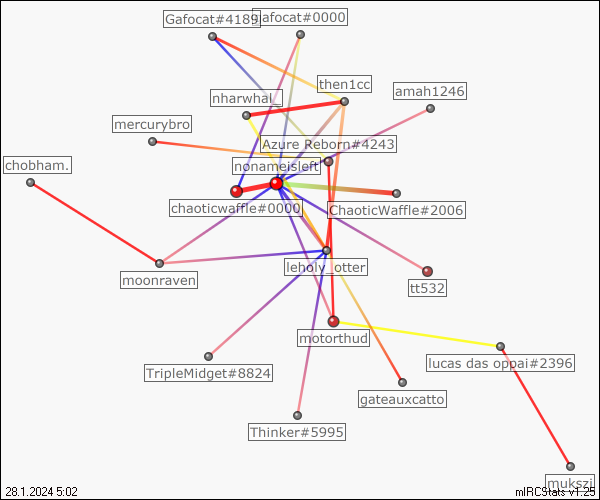 Gafocat#4189
gafocat#0000
then1cc
nharwhal_
amah1246
mercurybro
Azure Reborn#4243
chobham.
nonameisleft
chaoticwaffle#0000
ChaoticWaffle#2006
leholy_otter
moonraven
tt532
motorthud
lucas das oppai#2396
TripleMidget#8824
gateauxcatto
Thinker#5995
mukszi
28.1.2024 5:02
mIRCStats v1.25